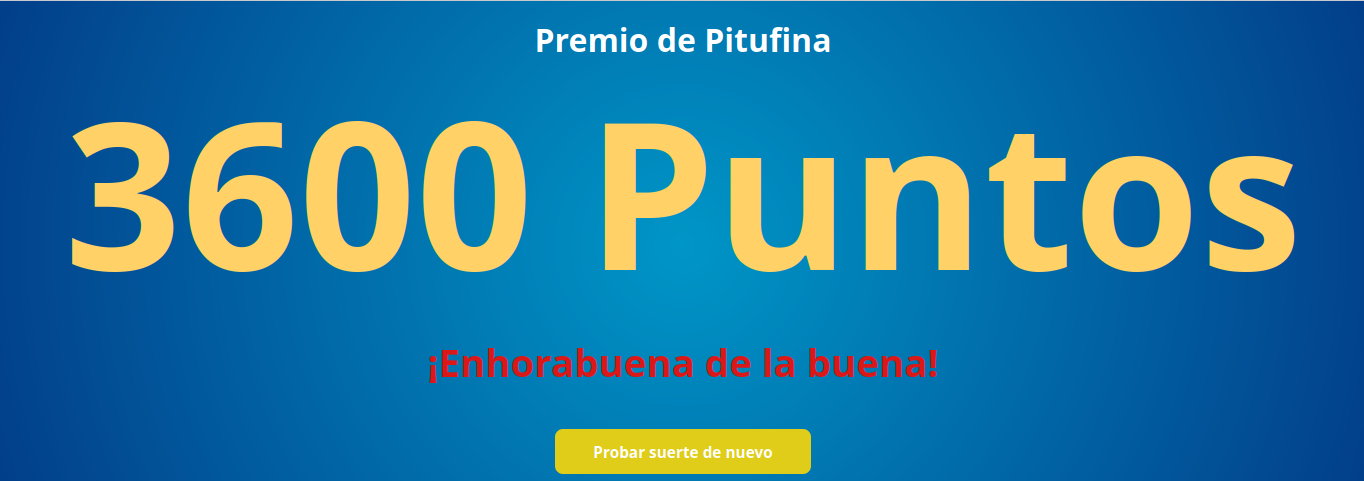 Premio de Pitufina
3600 Puntos
¡Enhorabuena de la buena!
Probar suerte de nuevo